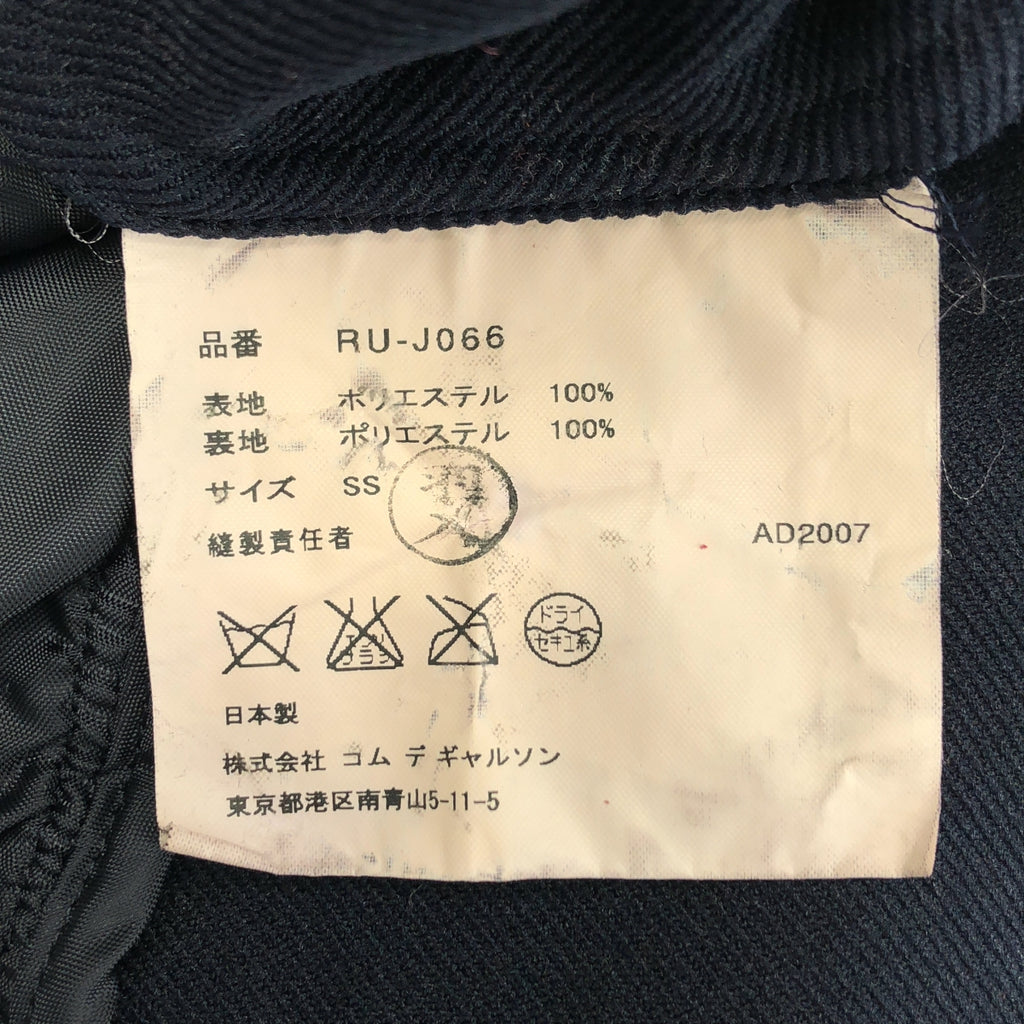 品番 RU-J066
表地 ポリエステル 100%
裏地 ポリエステル 100%
サイズ SS
縫製責任者
AD2007
ドライ
セキユ系
日本製
株式会社 コム デ ギャルソン
東京都港区南青山5-11-5